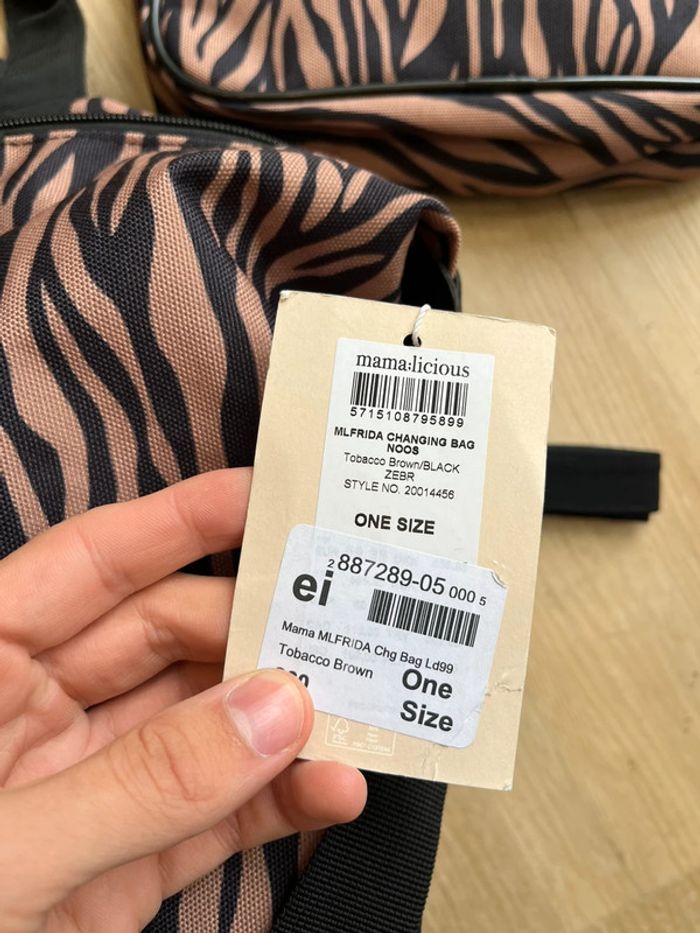 mama:licious
5715108795899
MLFRIDA CHANGING BAG
NOOS
Tobacco Brown/BLACK
ZEBR
STYLE NO. 20014456
ONE SIZE
2 887289-05 000 5
ei
Mama MLFRIDA Chg Bag Ld99
Tobacco Brown
One
Size
FSC